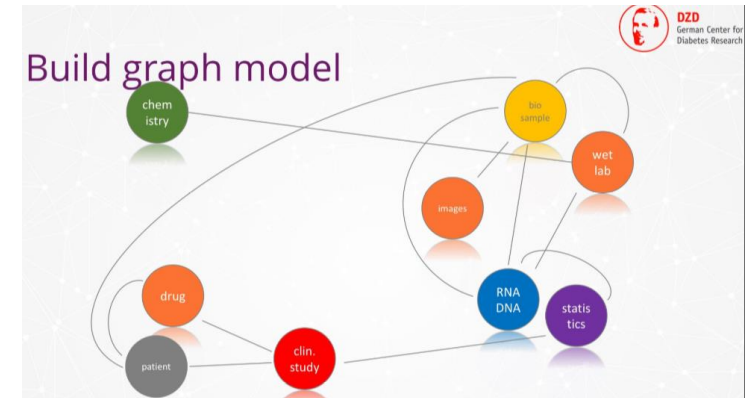 DZD
German Center for
Diabetes Research
Build graph model
chem
istry
bio
sample
wet
lab
images
drug
RNA
DNA
statis
tics
patient
clin.
study